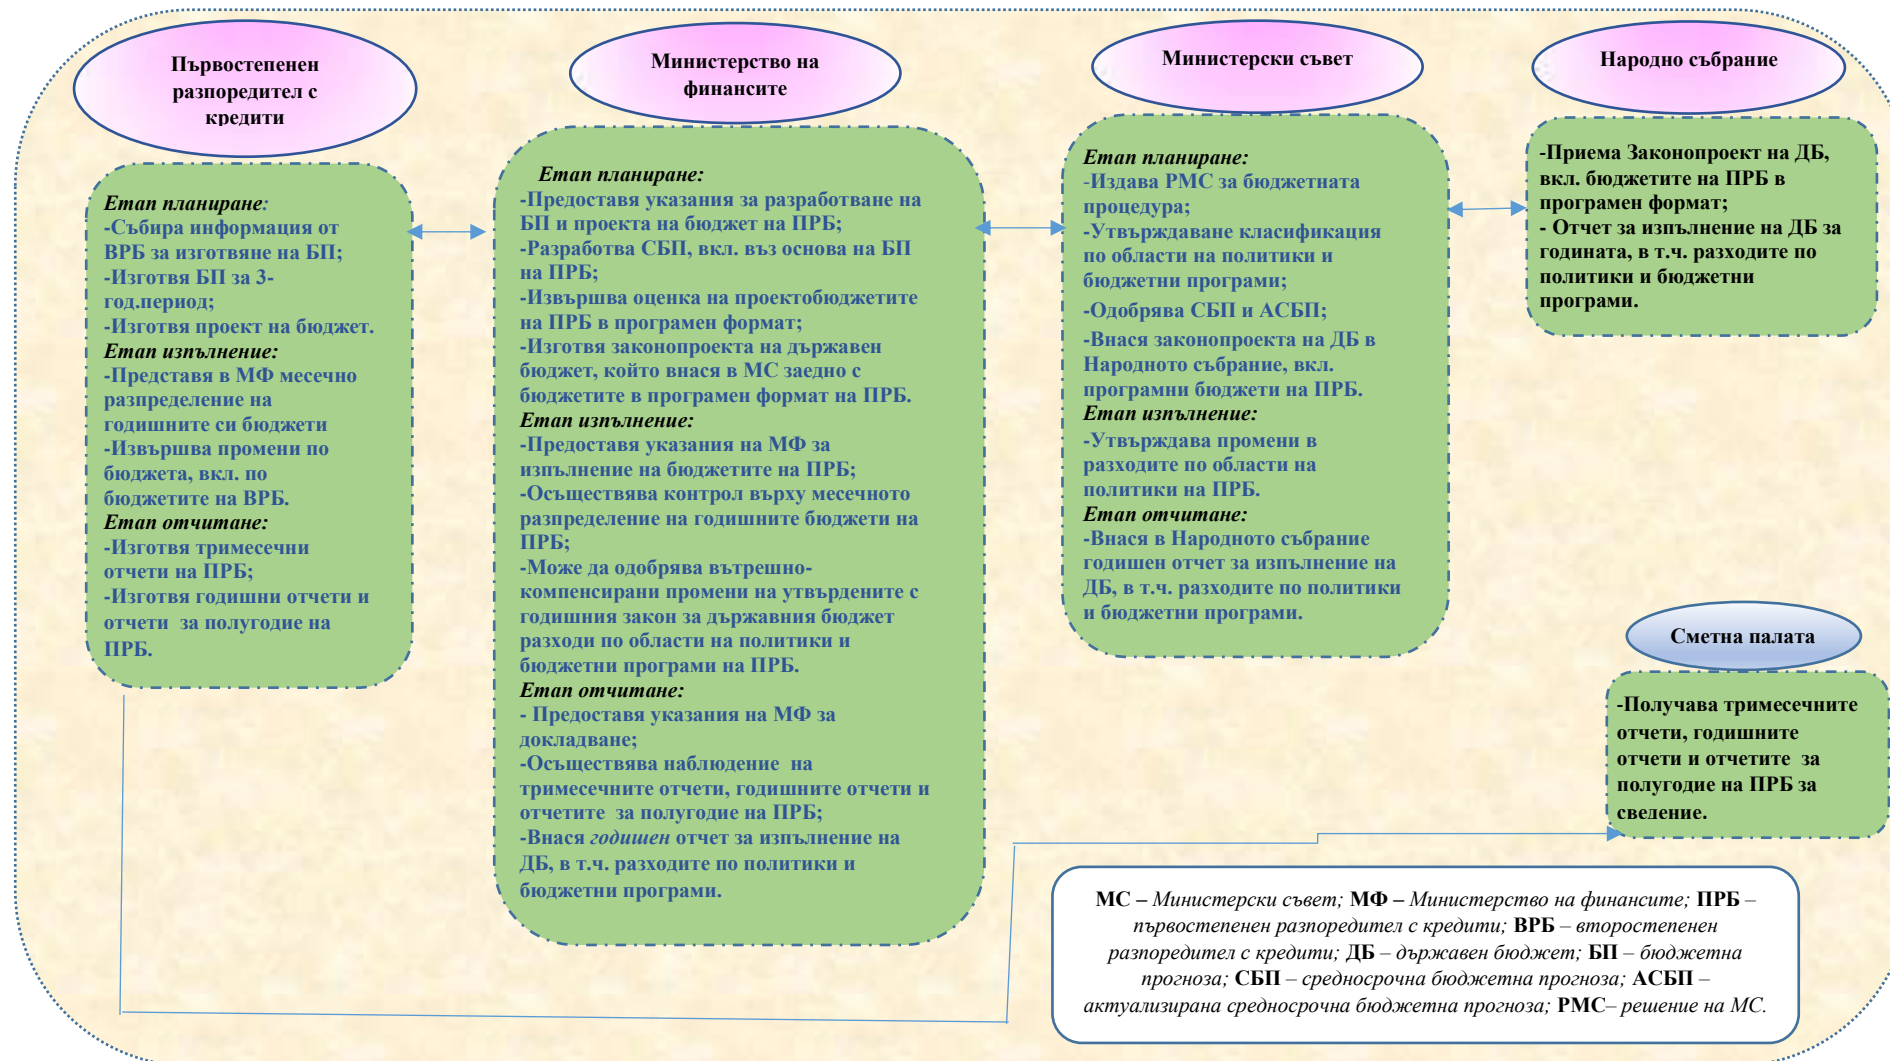 Първостепенен
разпоредител с
кредити
Етап планиране:
-Събира информация от
ВРБ за изготвяне на БП;
-Изготвя БП за 3-
год.период;
-Изготвя проект на бюджет.
Етап изпълнение:
-Представя в МФ месечно
разпределение на
годишните си бюджети
-Извършва промени по
бюджета, вкл. по
бюджетите на ВРБ.
Етап отчитане:
-Изготвя тримесечни
отчети на ПРБ;
-Изготвя годишни отчети и
отчети за полугодие на
ПРБ.
Министерство на
финансите
Етап планиране:
-Предоставя указания за разработване на
БП и проекта на бюджет на ПРБ;
-Разработва СБП, вкл. въз основа на БП
на ПРБ;
-Извършва оценка на проектобюджетите
на ПРБ в програмен формат;
-Изготвя законопроекта на държавен
бюджет, който внася в МС заедно с
бюджетите в програмен формат на ПРБ.
Етап изпълнение:
-Предоставя указания на МФ за
изпълнение на бюджетите на ПРБ;
-Осъществява контрол върху месечното
разпределение на годишните бюджети на
ПРБ;
-Може да одобрява вътрешно-
компенсирани промени на утвърдените с
годишния закон за държавния бюджет
разходи по области на политики и
бюджетни програми на ПРБ.
Етап отчитане:
- Предоставя указания на МФ за
докладване;
-Осъществява наблюдение на
тримесечните отчети, годишните отчети и
отчетите за полугодие на ПРБ;
-Внася годишен отчет за изпълнение на
ДБ, в т.ч. разходите по политики и
бюджетни програми.
Министерски съвет
Етап планиране:
-Издава РМС за бюджетната
процедура;
-Утвърждаване класификация
по области на политики и
бюджетни програми;
-Одобрява СБП и АСБП;
-Внася законопроекта на ДБ в
Народното събрание, вкл.
програмни бюджети на ПРБ.
Етап изпълнение:
-Утвърждава промени в
разходите по области на
политики на ПРБ.
Етап отчитане:
-Внася в Народното събрание
годишен отчет за изпълнение на
ДБ, в т.ч. разходите по политики
и бюджетни програми.
Народно събрание
-Приема Законопроект на ДБ,
вкл. бюджетите на ПРБ в
програмен формат;
- Отчет за изпълнение на ДБ за
годината, в т.ч. разходите по
политики и бюджетни
програми.
Сметна палата
-Получава тримесечните
отчети, годишните
отчети и отчетите за
полугодие на ПРБ за
сведение.
МС – Министерски съвет; МФ – Министерство на финансите; ПРБ –
първостепенен разпоредител с кредити; ВРБ – второстепенен
разпоредител с кредити; ДБ – държавен бюджет; БП – бюджетна
прогноза; СБП – средносрочна бюджетна прогноза; АСБП –
актуализирана средносрочна бюджетна прогноза; РМС– решение на МС.